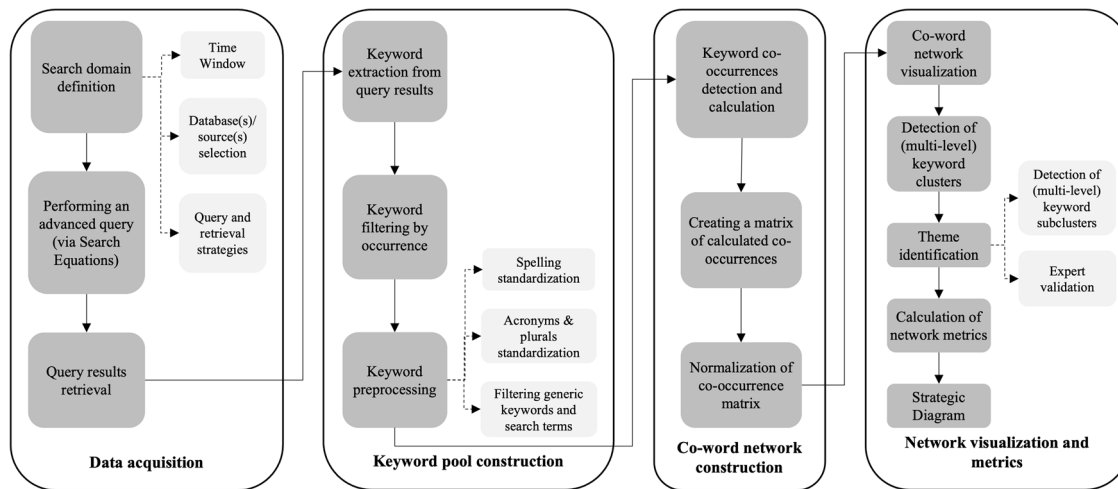 Search domain
definition
Time
Window
Database(s)/
source(s)
selection
Performing an
advanced query
(via Search
Equations)
Query and
retrieval
strategies
Query results
retrieval
Data acquisition
Keyword
extraction from
query results
Keyword
filtering by
occurrence
Keyword
preprocessing
Spelling
standardization
Acronyms &
plurals
standardization
Filtering generic
keywords and
search terms
Keyword pool construction
Keyword co-
occurrences
detection and
calculation
Creating a matrix
of calculated co-
occurrences
Normalization of
co-occurrence
matrix
Co-word network
construction
Co-word
network
visualization
Detection of
(multi-level)
keyword
clusters
Theme
identification
Detection of
(multi-level)
keyword
subclusters
Expert
validation
Calculation of
network metrics
Strategic
Diagram
Network visualization and
metrics